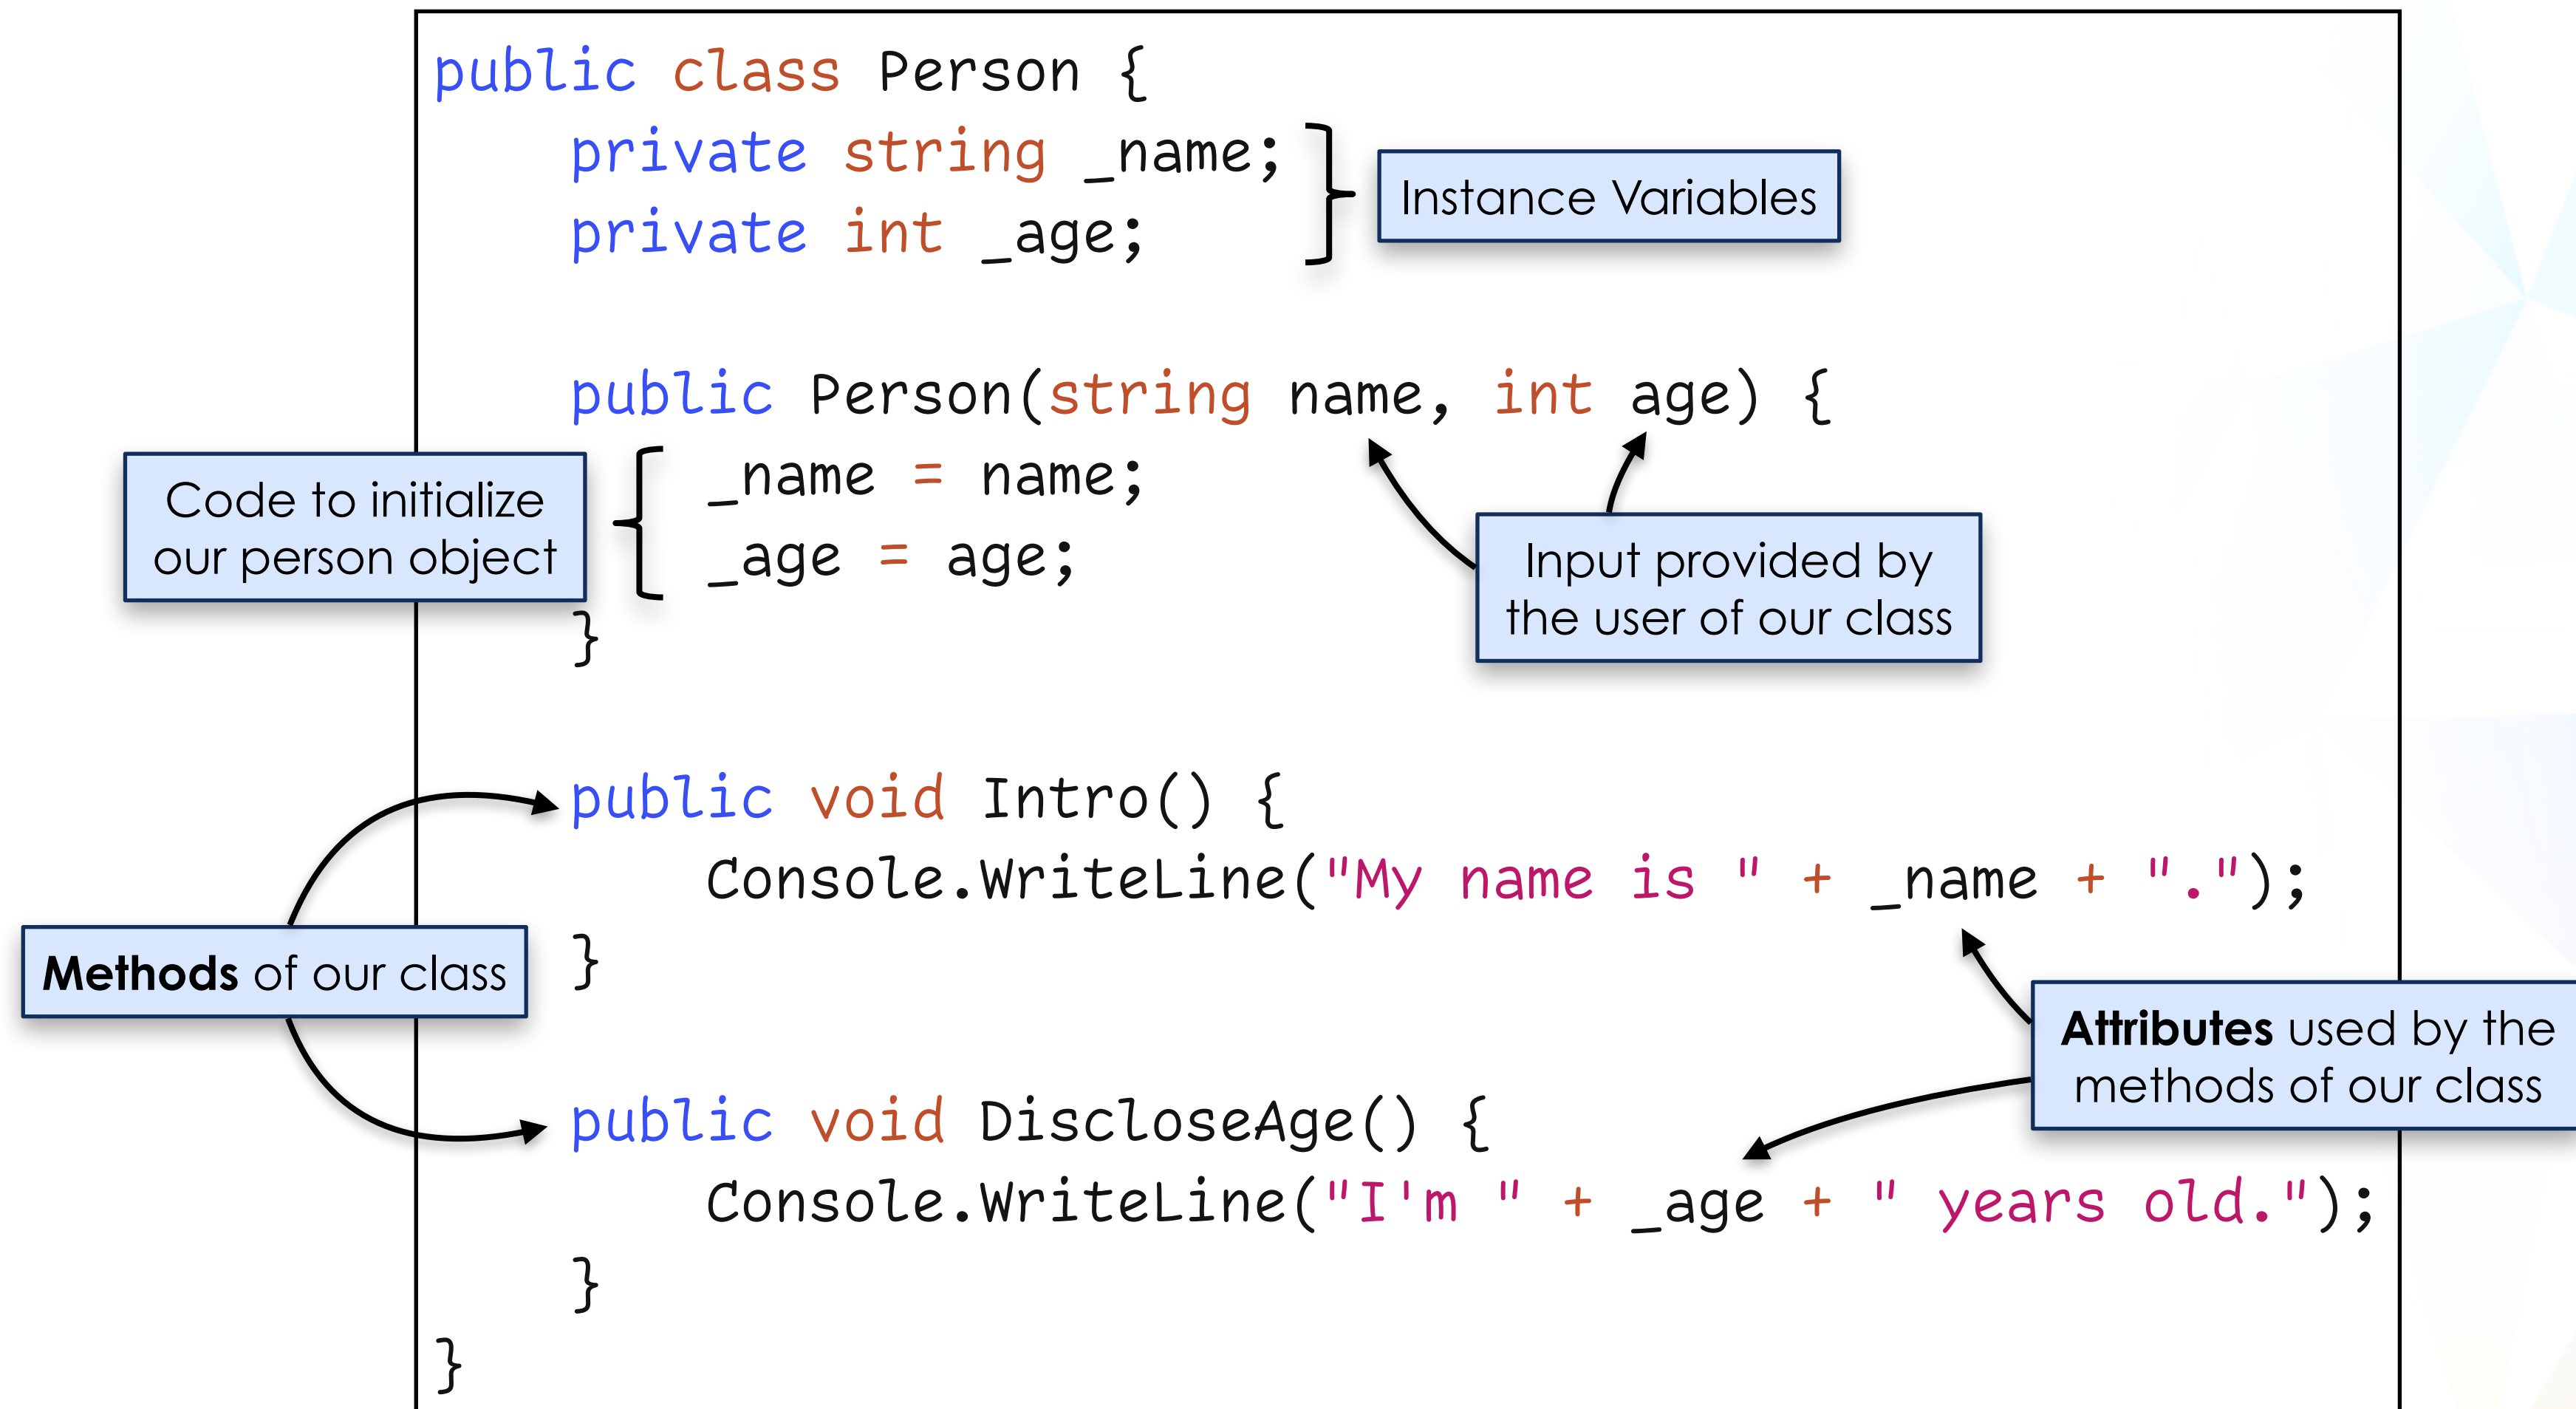 public class Person {
private string _name;
private int _age;
Instance Variables
public Person(string name, int age) {
_name = name;
_age = age;
}
Code to initialize
our person object
Input provided by
the user of our class
public void Intro() {
Console.WriteLine("My name is " + _name + ".");
}
Methods of our class
Attributes used by the
methods of our class
public void DiscloseAge() {
Console.WriteLine("I'm " + _age + " years old.");
}
}